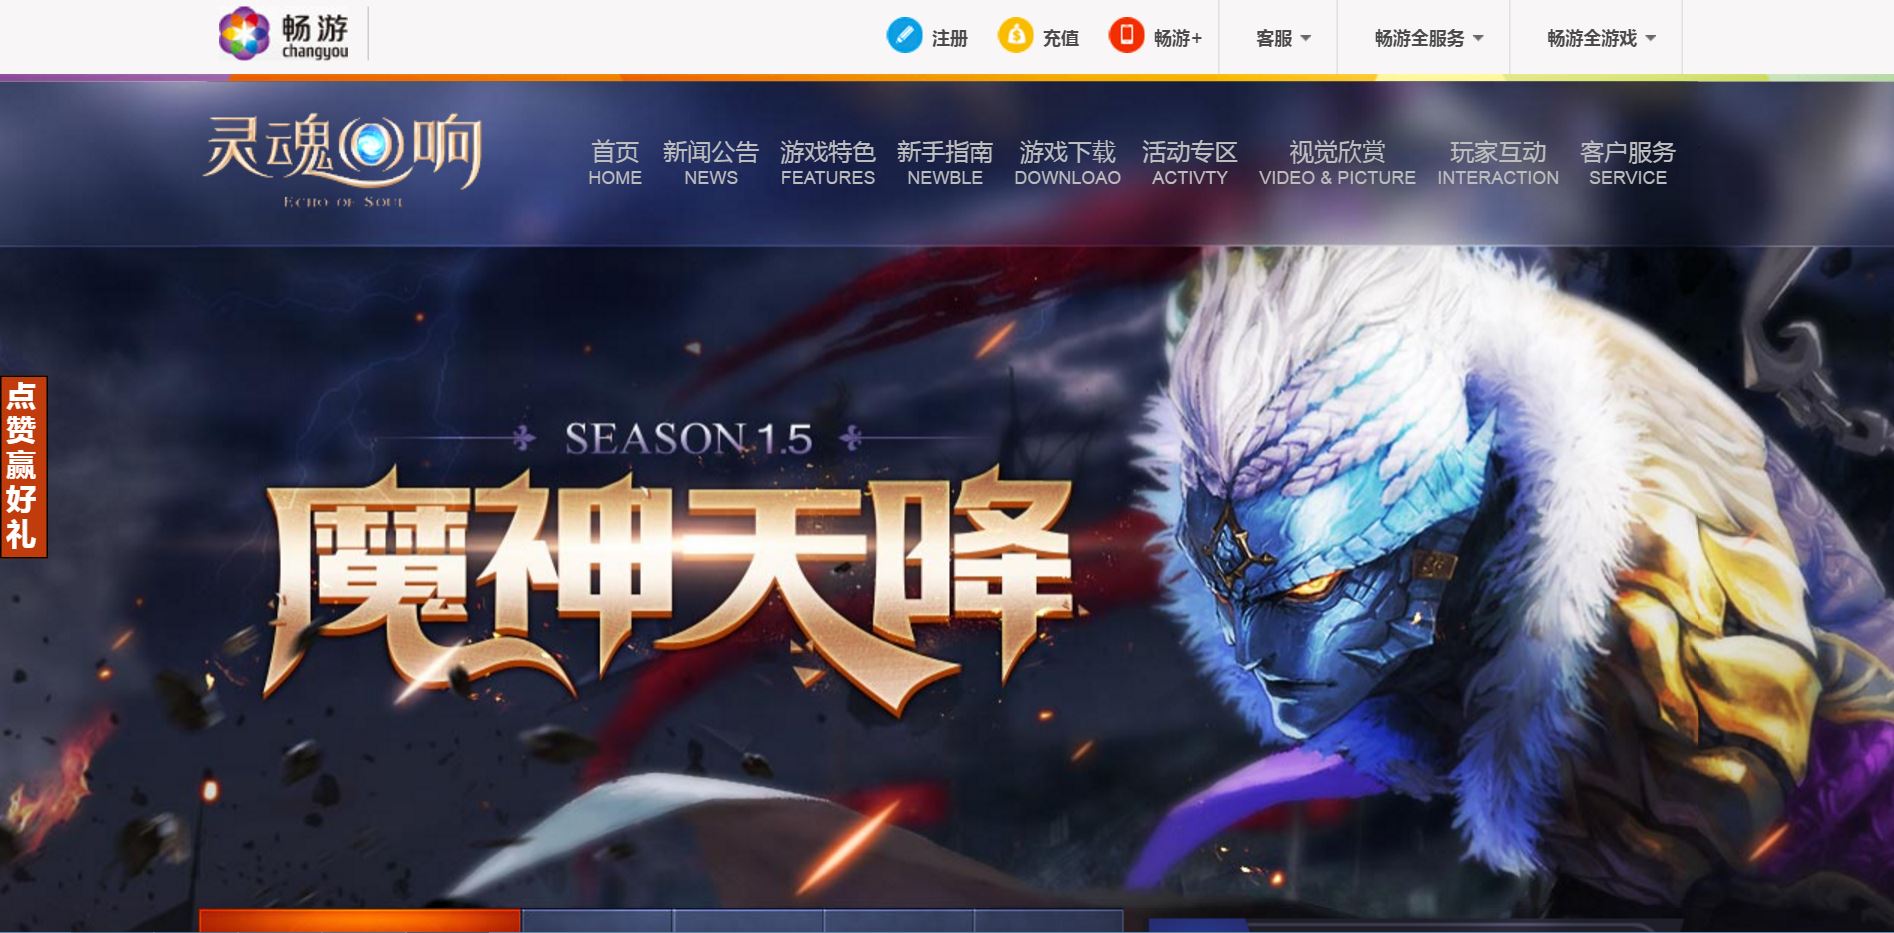 畅游
changyou
注册
充值
畅游+
客服
畅游全服务
畅游全游戏
灵魂回响
ECHO OF SOUL
首页 新闻公告 游戏特色 新手指南 游戏下载 活动专区 视觉欣赏 玩家互动 客户服务
HOME NEWS FEATURES NEWBLE DOWNLOAO ACTIVTY VIDEO & PICTURE INTERACTION SERVICE
点赞赢好礼
SEASON 1.5
魔神天降